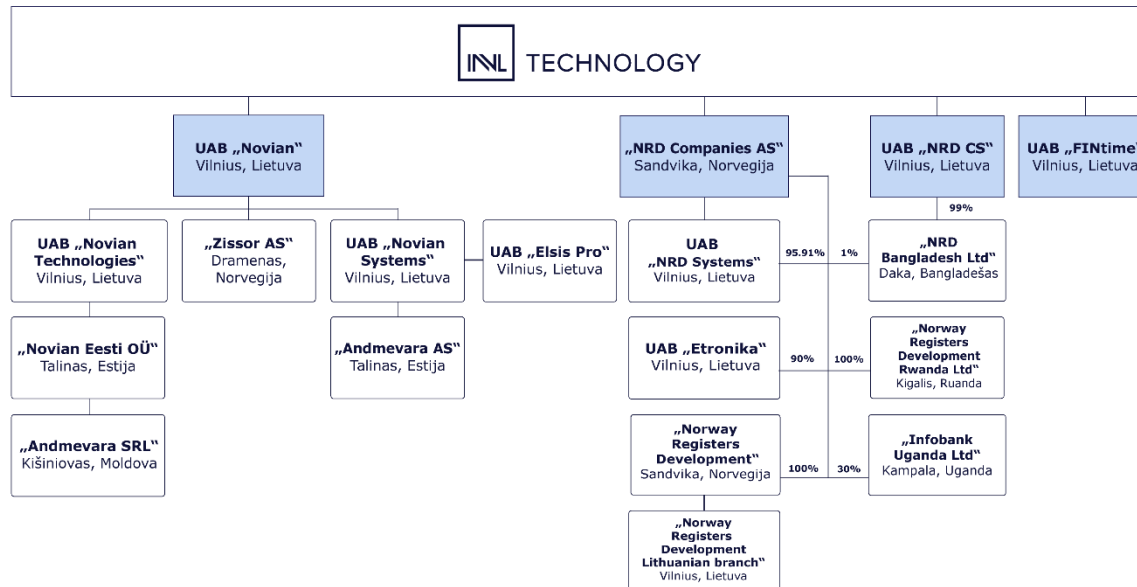 INVL TECHNOLOGY
UAB „Novian“
Vilnius, Lietuva
„NRD Companies AS“
Sandvika, Norvegija
UAB „NRD CS“
Vilnius, Lietuva
UAB „FINtime“
Vilnius, Lietuva
99%
UAB „Novian
Technologies“
Vilnius, Lietuva
„Zissor AS“
Dramenas,
Norvegija
UAB „Novian
Systems“
Vilnius, Lietuva
UAB „Elsis Pro“
Vilnius, Lietuva
UAB
„NRD Systems“
Vilnius, Lietuva
95.91%
1%
„NRD
Bangladesh Ltd“
Daka, Bangladešas
„Novian Eesti OÜ“
Talinas, Estija
„Andmevara AS“
Talinas, Estija
UAB „Etronika“
Vilnius, Lietuva
90%
100%
„Norway
Registers
Development
Rwanda Ltd“
Kigalis, Ruanda
„Andmevara SRL“
Kišiniovas, Moldova
„Norway
Registers
Development“
Sandvika, Norvegija
100%
30%
„Infobank
Uganda Ltd“
Kampala, Uganda
„Norway
Registers
Development
Lithuanian branch“
Vilnius, Lietuva